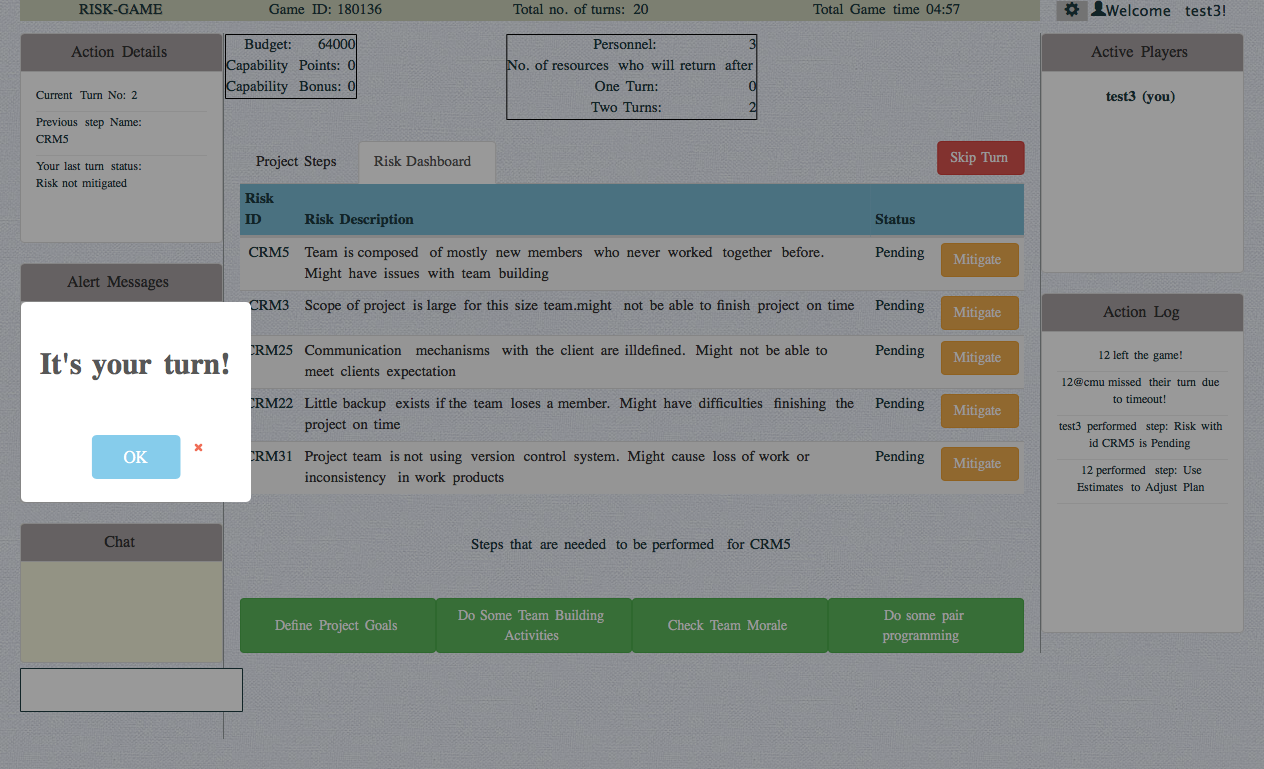 RISK-GAME Game ID: 180136 Total no. of turns: 20 Total Game time 04:57 Welcome test3!
Action Details
Current Turn No: 2
Previous step Name:
CRM5
Your last turn status:
Risk not mitigated
Budget: 64000
Capability Points: 0
Capability Bonus: 0
Personnel: 3
No. of resources who will return after
One Turn: 0
Two Turns: 2
Active Players
test3 (you)
Project Steps Risk Dashboard Skip Turn
Risk
ID Risk Description Status
CRM5 Team is composed of mostly new members who never worked together before. Pending Mitigate
Might have issues with team building
CRM3 Scope of project is large for this size team.might not be able to finish project on time Pending Mitigate
CRM25 Communication mechanisms with the client are illdefined. Might not be able to Pending Mitigate
meet clients expectation
CRM22 Little backup exists if the team loses a member. Might have difficulties finishing the Pending Mitigate
project on time
CRM31 Project team is not using version control system. Might cause loss of work or Pending Mitigate
inconsistency in work products
Alert Messages
It's your turn!
OK
Chat
Steps that are needed to be performed for CRM5
Define Project Goals
Do Some Team Building
Activities
Check Team Morale
Do some pair
programming
Action Log
12 left the game!
12@cmu missed their turn due
to timeout!
test3 performed step: Risk with
id CRM5 is Pending
12 performed step: Use
Estimates to Adjust Plan